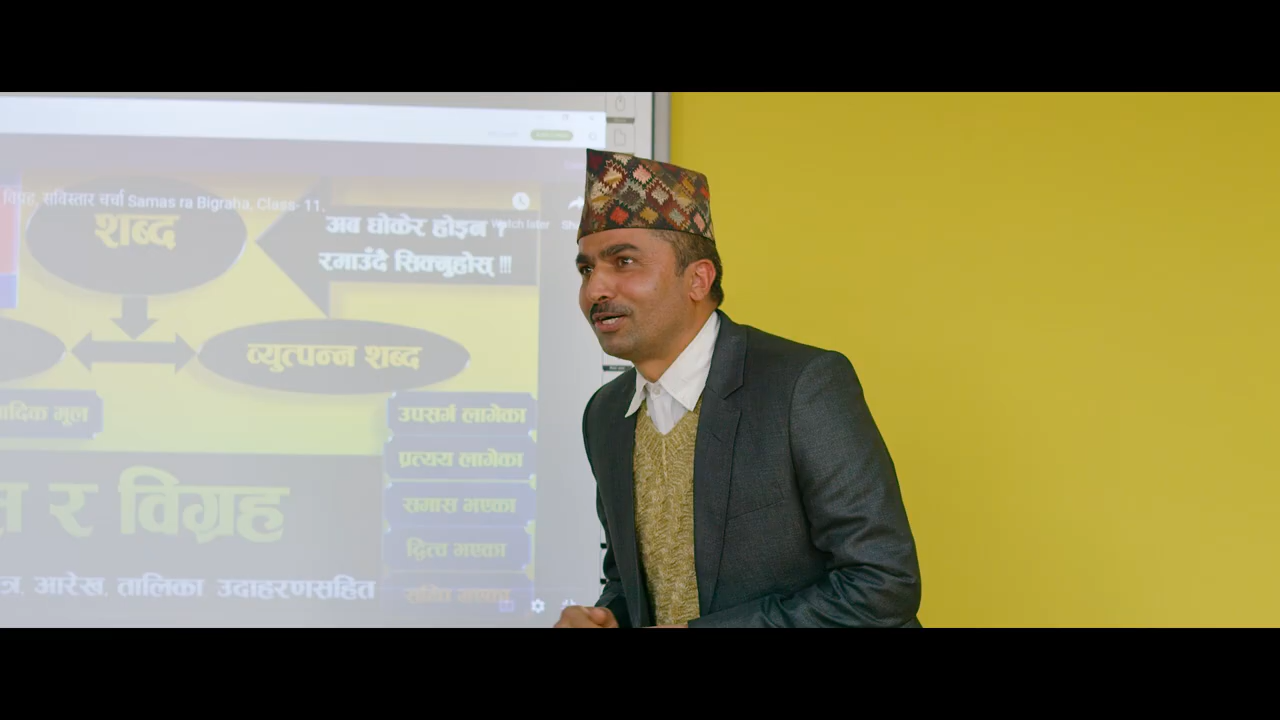 विग्रह, सविस्तार चर्चा Samas ra Bigraha, Class- 11.
Watch later
शब्द
अब घोकेर होइन ?
रमाउँदै सिक्नुहोस् !!!
व्युत्पन्न शब्द
मूल
उपसर्ग लागेका
प्रत्यय लागेका
समास भएका
द्वित्व भएका
र विग्रह
आरेख, तालिका उदाहरणसहित